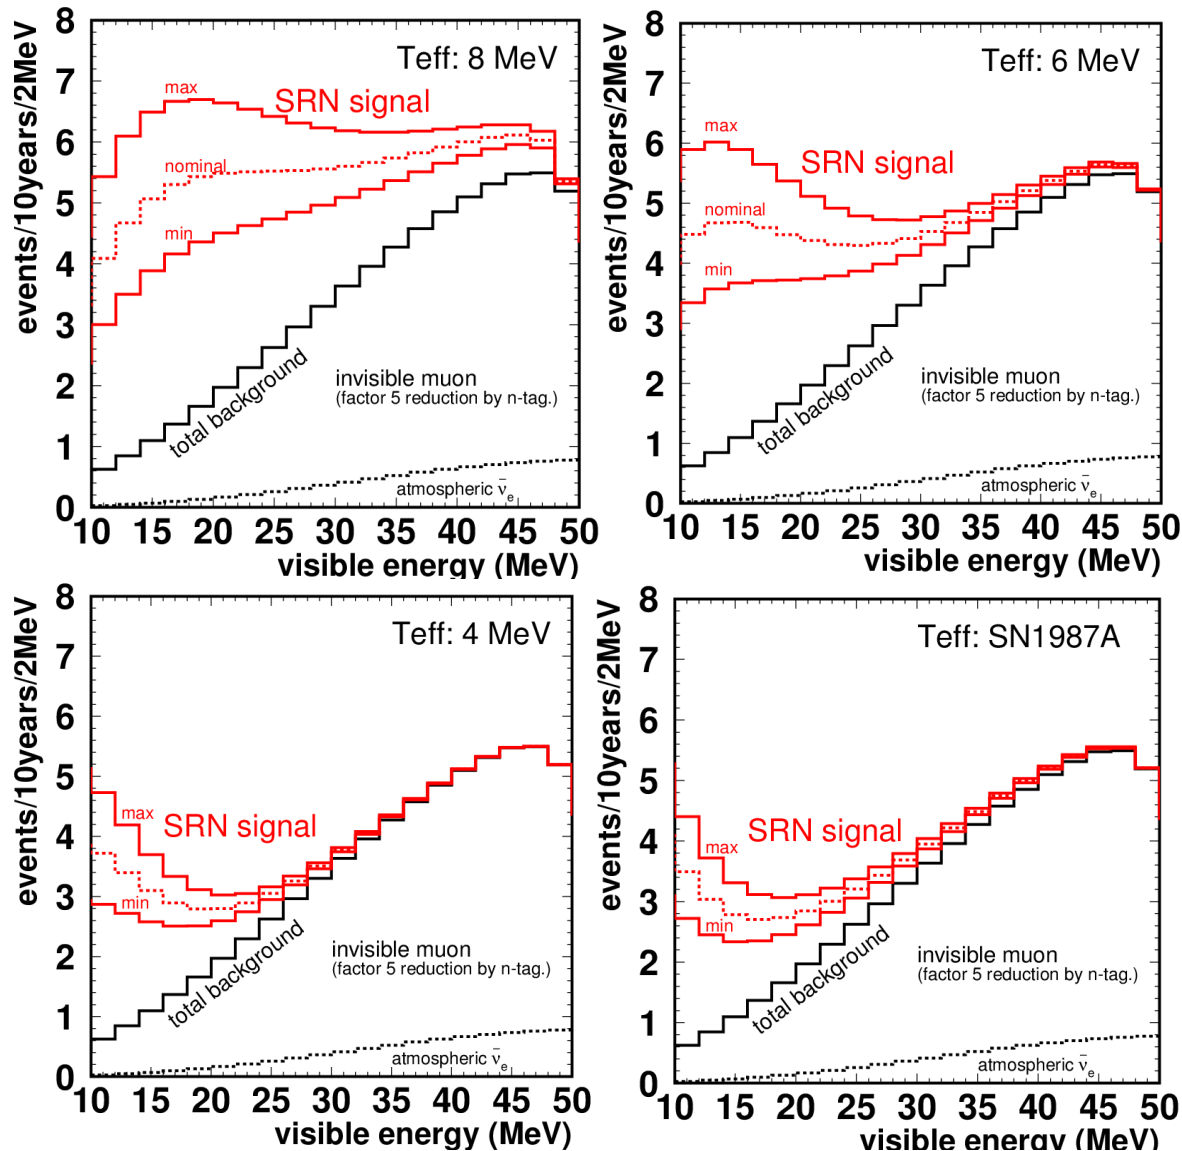 events/10years/2MeV
8
7
6
5
4
3
2
1
0
Teff: 8 MeV
max
SRN signal
nominal
min
total background
invisible muon
(factor 5 reduction by n-tag.)
atmospheric ν̄e
10 15 20 25 30 35 40 45 50
visible energy (MeV)
events/10years/2MeV
8
7
6
5
4
3
2
1
0
Teff: 6 MeV
max
SRN signal
nominal
min
total background
invisible muon
(factor 5 reduction by n-tag.)
atmospheric ν̄e
10 15 20 25 30 35 40 45 50
visible energy (MeV)
events/10years/2MeV
8
7
6
5
4
3
2
1
0
Teff: 4 MeV
max
SRN signal
min
total background
invisible muon
(factor 5 reduction by n-tag.)
atmospheric ν̄e
10 15 20 25 30 35 40 45 50
visible energy (MeV)
events/10years/2MeV
8
7
6
5
4
3
2
1
0
Teff: SN1987A
max
SRN signal
min
total background
invisible muon
(factor 5 reduction by n-tag.)
atmospheric ν̄e
10 15 20 25 30 35 40 45 50
visible energy (MeV)